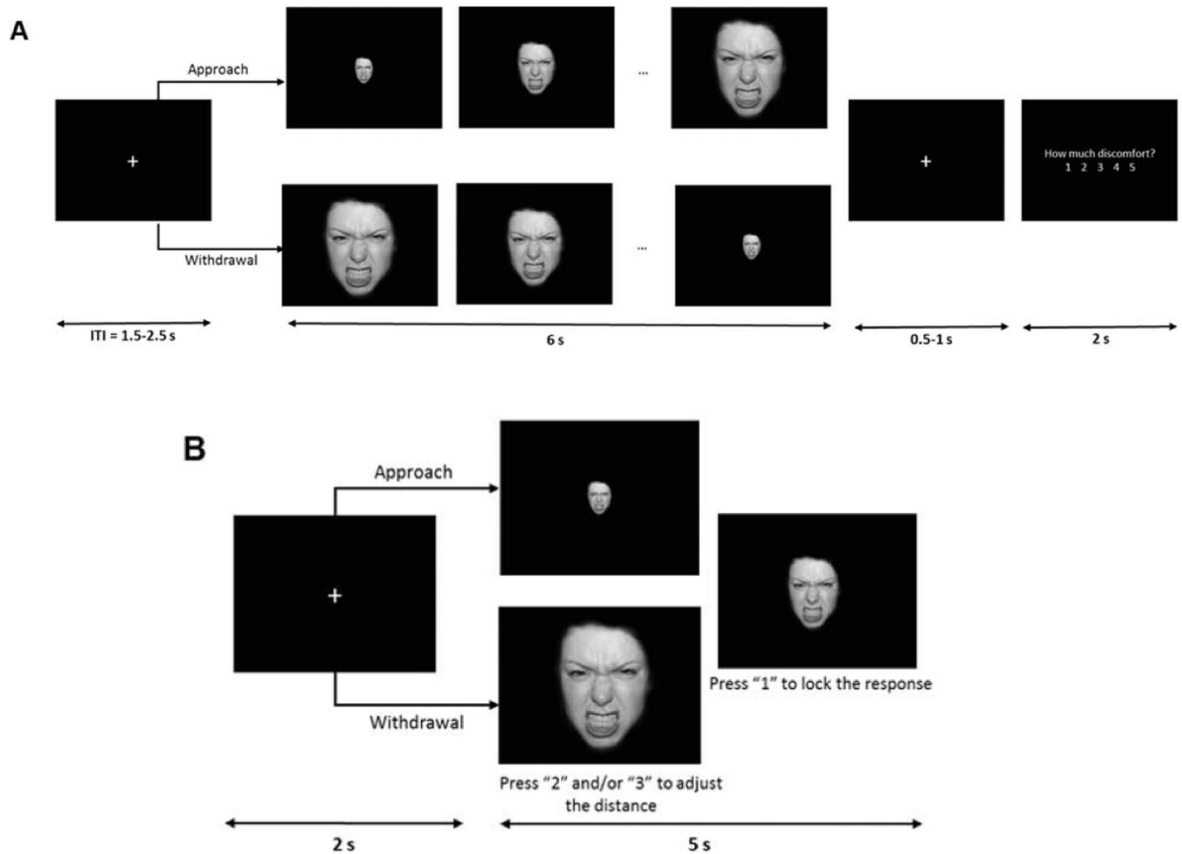 A
Approach
...
+
+
How much discomfort?
1 2 3 4 5
...
Withdrawal
ITI = 1.5-2.5 s
6 s
0.5-1 s
2 s
B
Approach
+
Press "1" to lock the response
Withdrawal
Press "2" and/or "3" to adjust
the distance
2 s
5 s